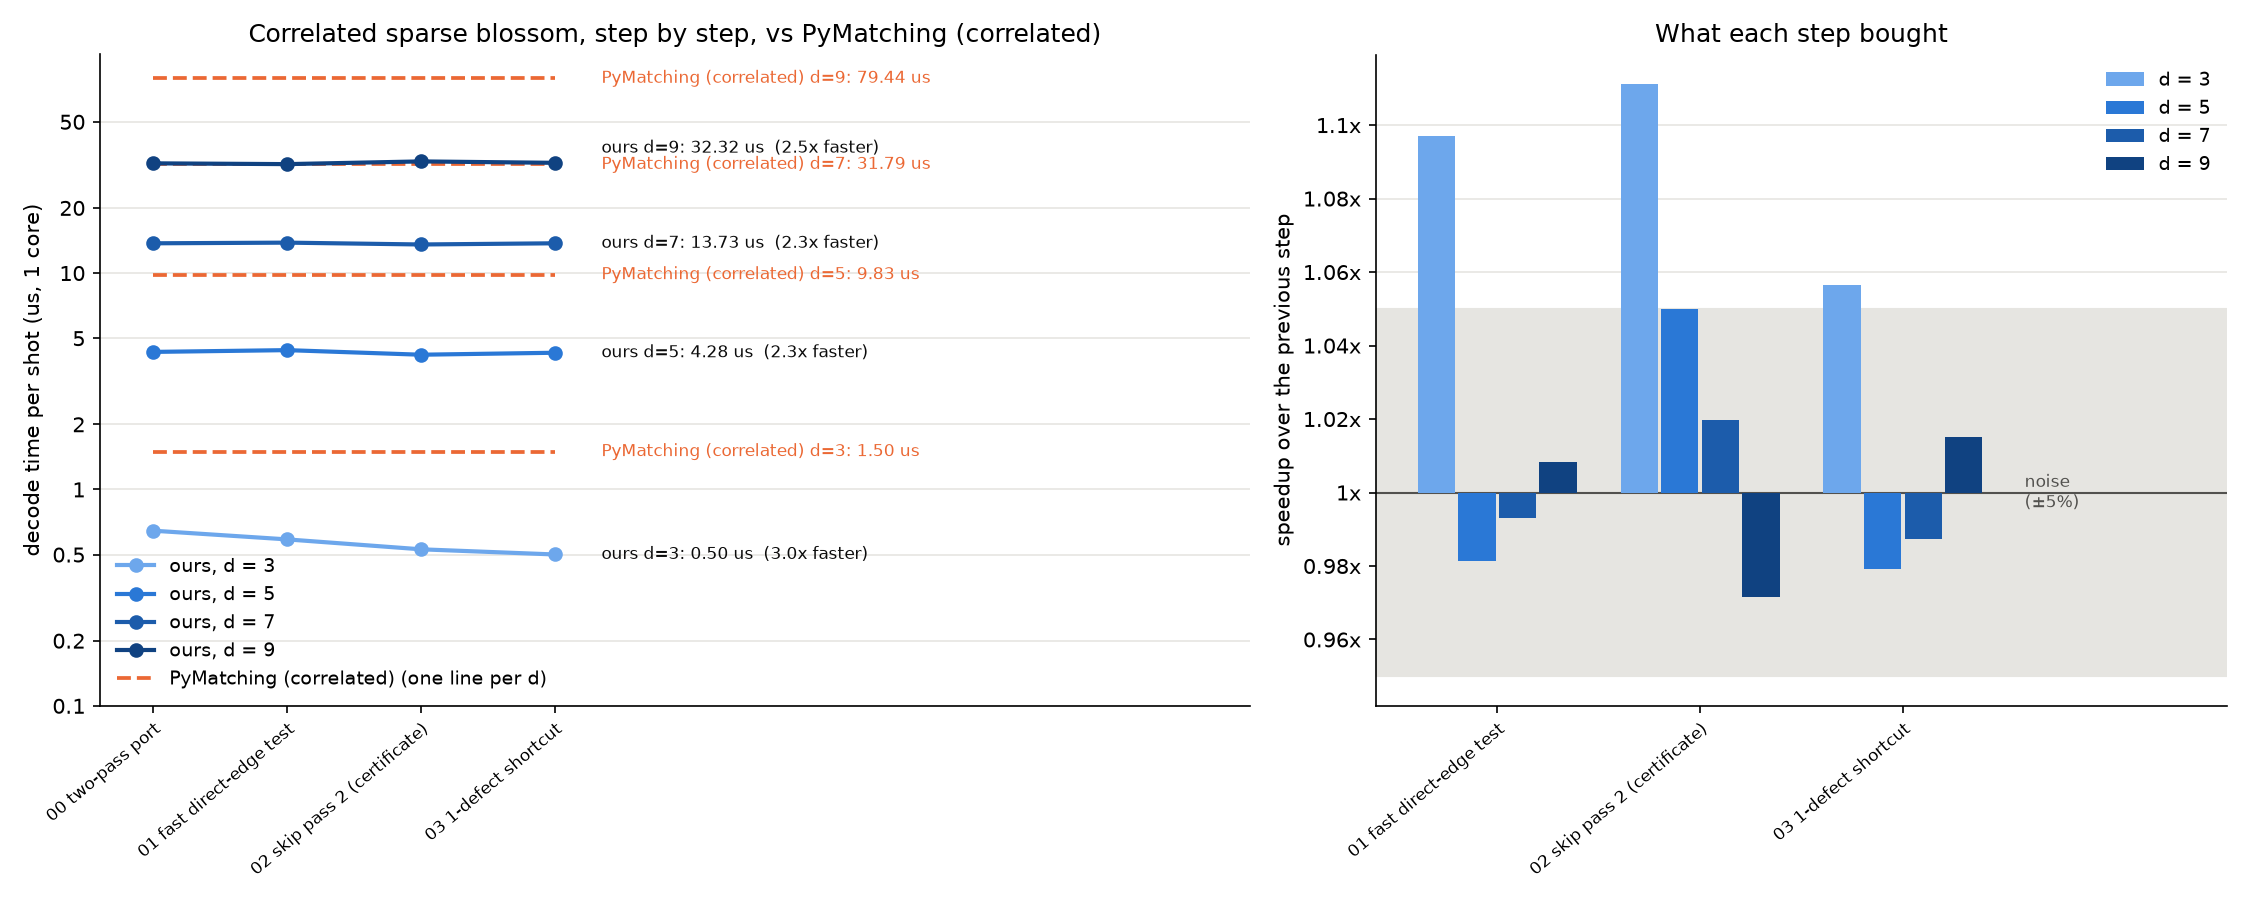 Correlated sparse blossom, step by step, vs PyMatching (correlated)
decode time per shot (us, 1 core)
50
20
10
5
2
1
0.5
0.2
0.1
PyMatching (correlated) d=9: 79.44 us
ours d=9: 32.32 us (2.5x faster)
PyMatching (correlated) d=7: 31.79 us
ours d=7: 13.73 us (2.3x faster)
PyMatching (correlated) d=5: 9.83 us
ours d=5: 4.28 us (2.3x faster)
PyMatching (correlated) d=3: 1.50 us
ours d=3: 0.50 us (3.0x faster)
ours, d = 3
ours, d = 5
ours, d = 7
ours, d = 9
PyMatching (correlated) (one line per d)
00 two-pass port
01 fast direct-edge test
02 skip pass 2 (certificate)
03 1-defect shortcut
What each step bought
speedup over the previous step
1.1x
1.08x
1.06x
1.04x
1.02x
1x
0.98x
0.96x
d = 3
d = 5
d = 7
d = 9
noise
(±5%)
01 fast direct-edge test
02 skip pass 2 (certificate)
03 1-defect shortcut